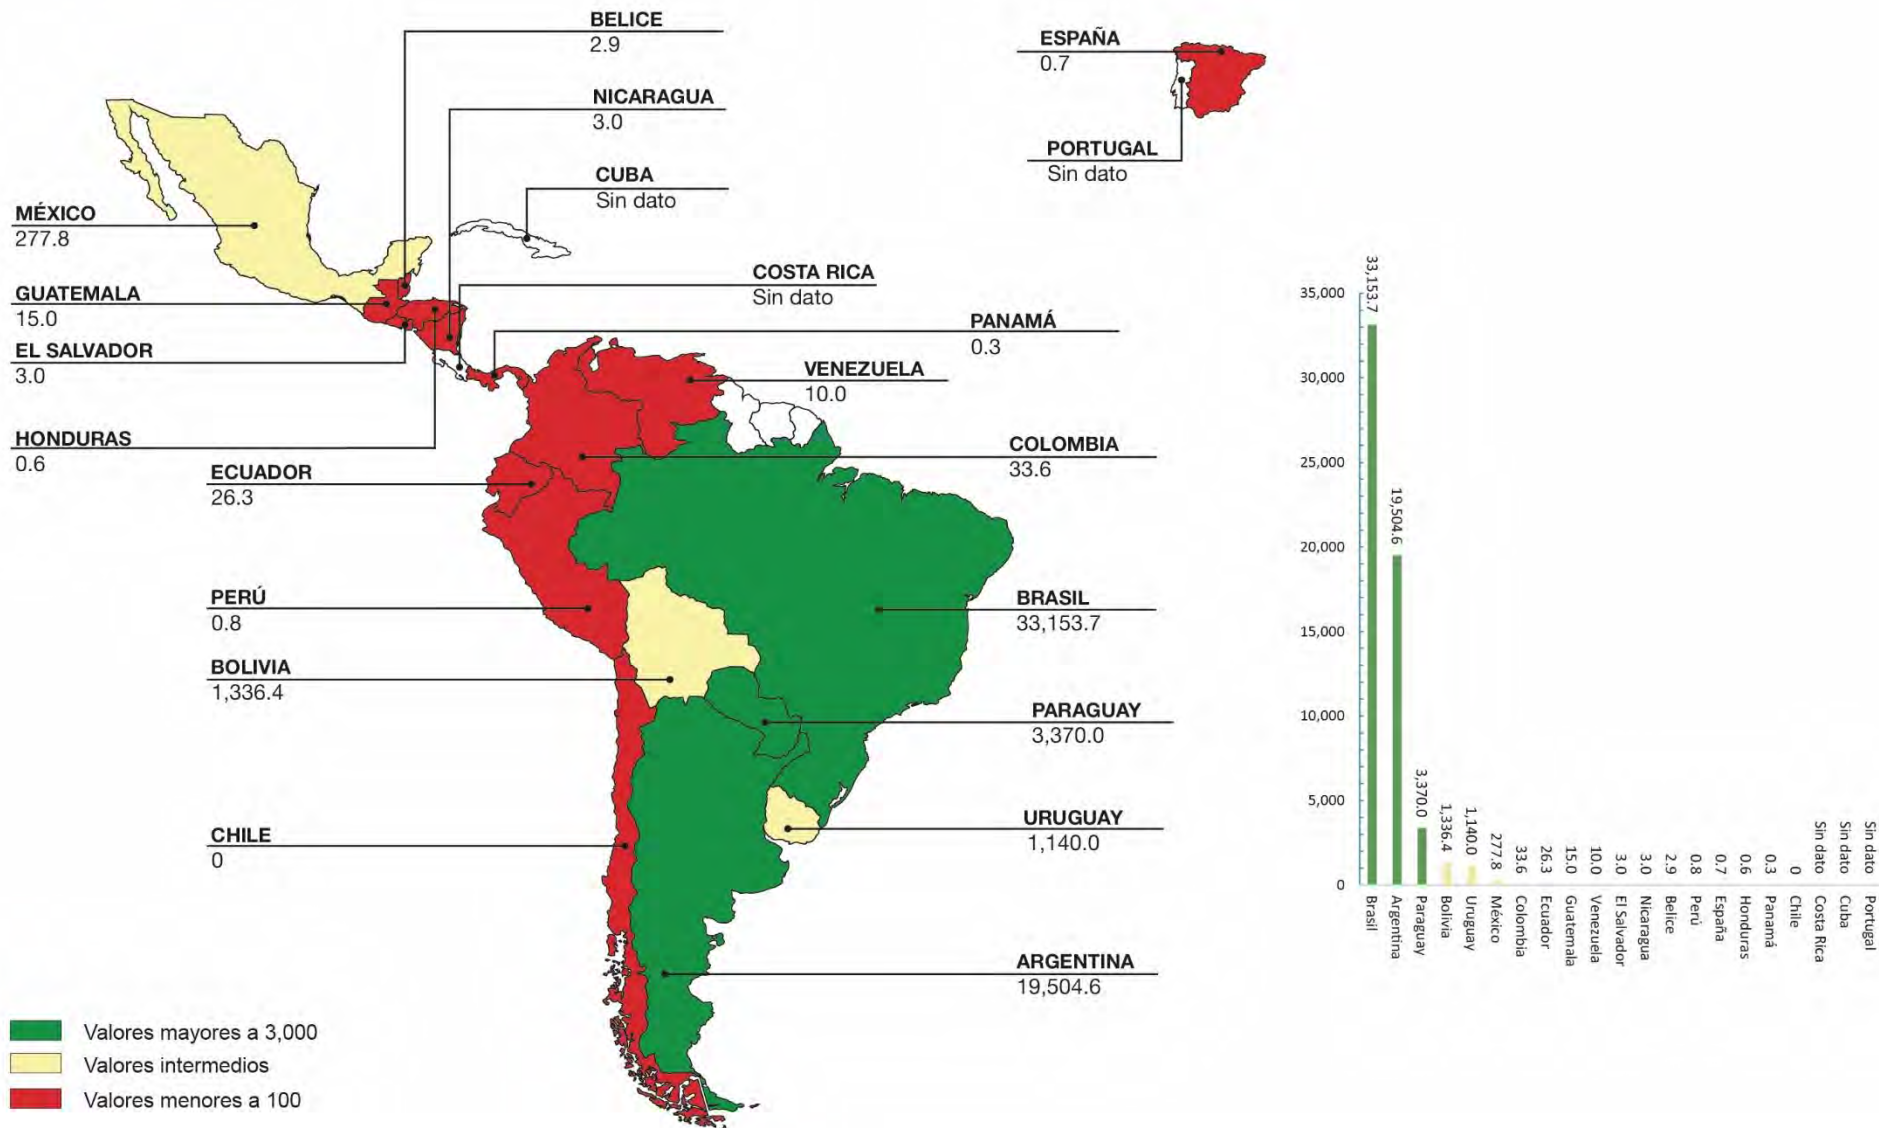 BELICE
2.9
ESPAÑA
0.7
NICARAGUA
3.0
PORTUGAL
Sin dato
CUBA
Sin dato
MÉXICO
277.8
COSTA RICA
Sin dato
GUATEMALA
15.0
PANAMÁ
0.3
EL SALVADOR
3.0
VENEZUELA
10.0
HONDURAS
0.6
COLOMBIA
33.6
ECUADOR
26.3
PERÚ
0.8
BRASIL
33,153.7
BOLIVIA
1,336.4
PARAGUAY
3,370.0
URUGUAY
1,140.0
CHILE
0
ARGENTINA
19,504.6
Valores mayores a 3,000
Valores intermedios
Valores menores a 100
35,000
30,000
25,000
20,000
15,000
10,000
5,000
0
33,153.7
19,504.6
3,370.0
1,336.4
1,140.0
277.8
33.6
26.3
15.0
10.0
3.0
3.0
2.9
0.8
0.7
0.6
0.3
0
Sin dato
Sin dato
Sin dato
Brasil
Argentina
Paraguay
Bolivia
Uruguay
México
Colombia
Ecuador
Guatemala
Venezuela
El Salvador
Nicaragua
Belice
Perú
España
Honduras
Panamá
Chile
Costa Rica
Cuba
Portugal